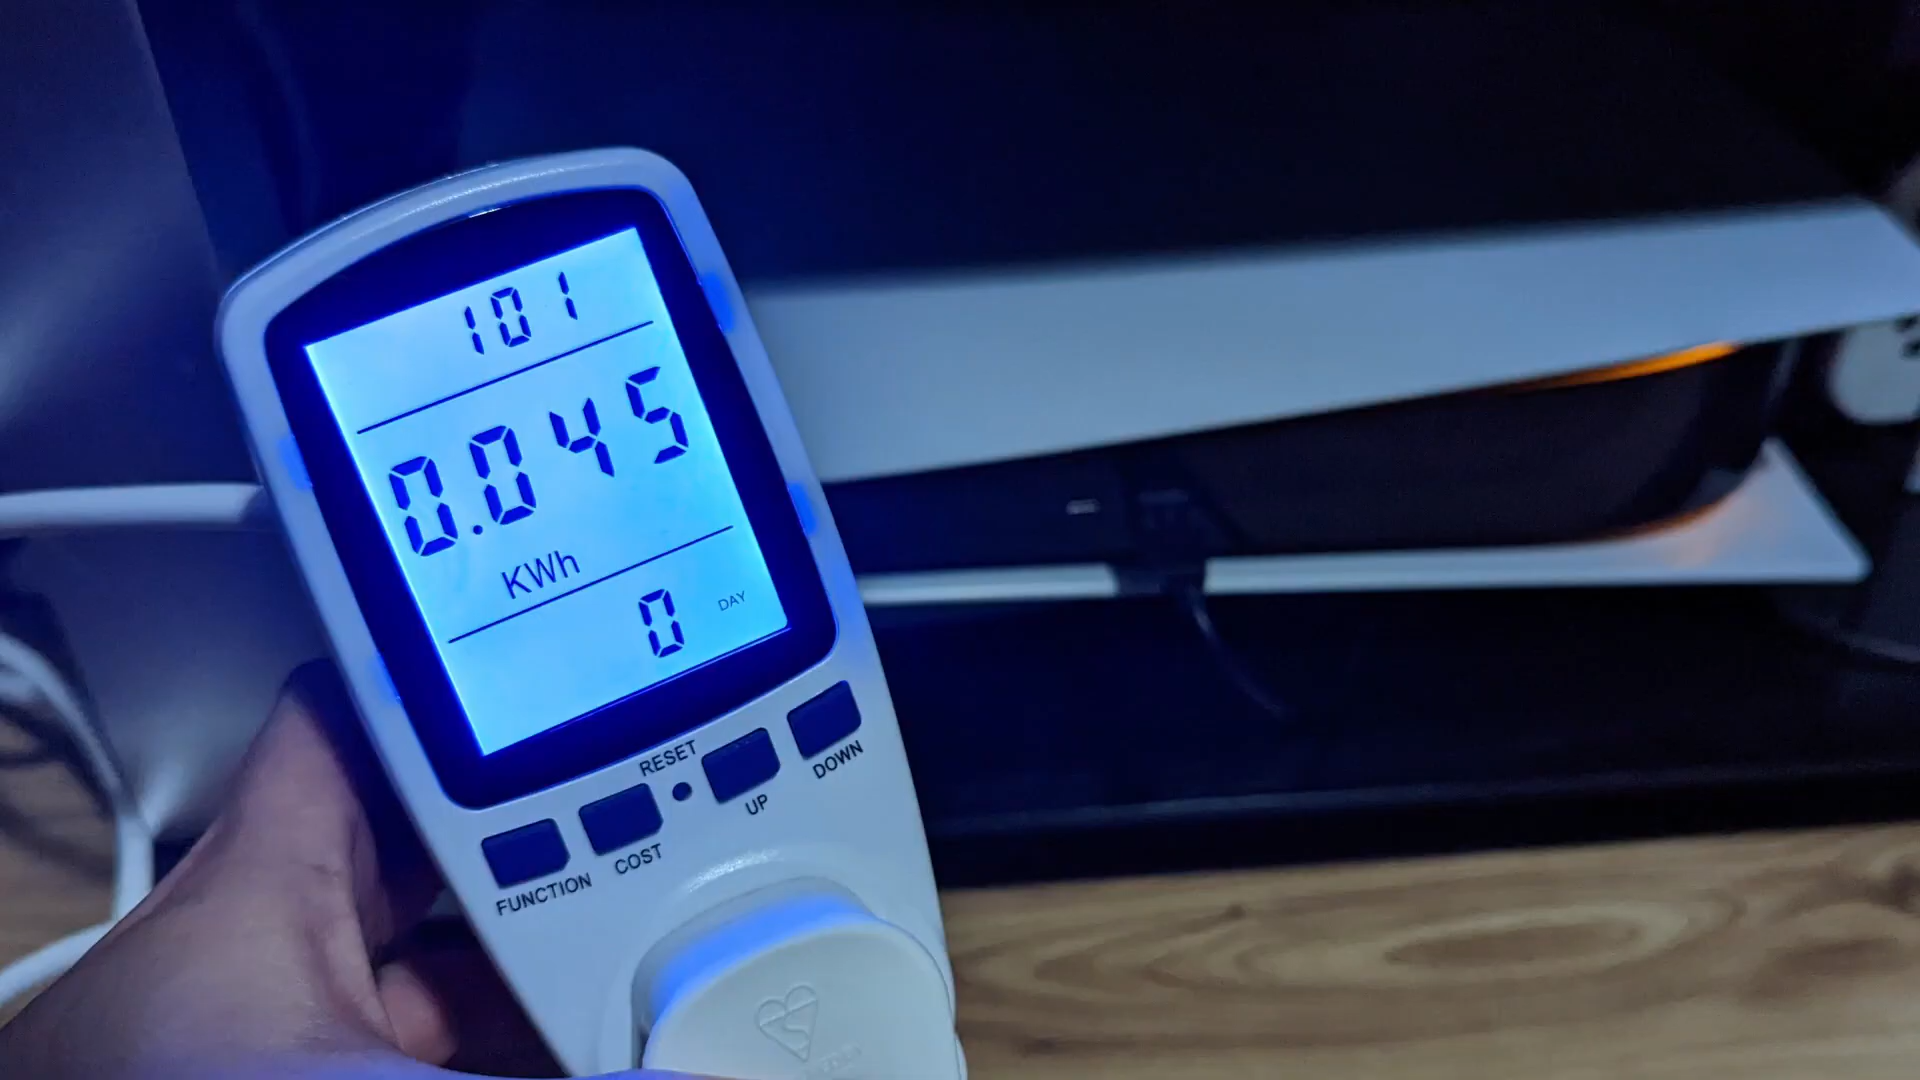 101
0.045
KWh
0 DAY
RESET
FUNCTION COST UP DOWN